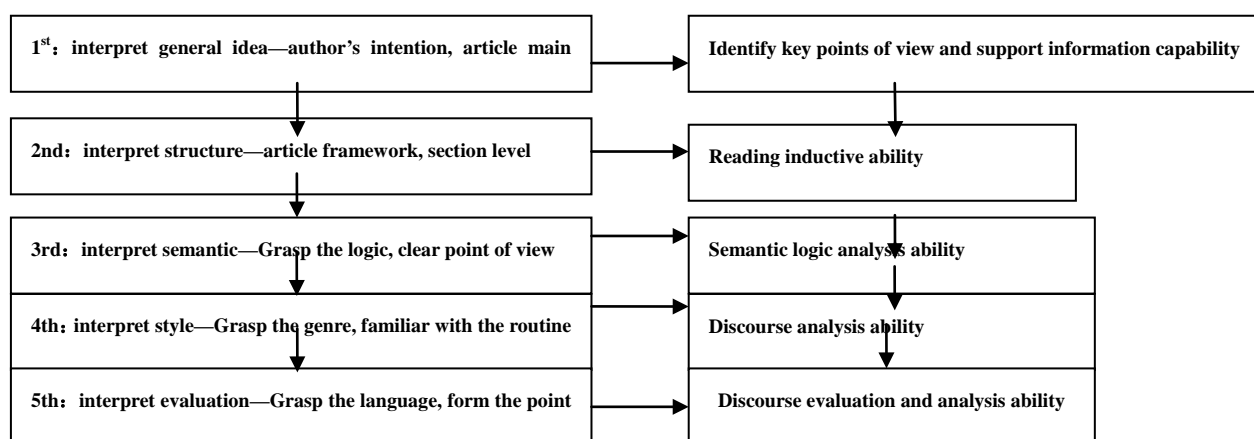 1st：interpret general idea—author’s intention, article main
Identify key points of view and support information capability
2nd：interpret structure—article framework, section level
Reading inductive ability
3rd：interpret semantic—Grasp the logic, clear point of view
Semantic logic analysis ability
4th：interpret style—Grasp the genre, familiar with the routine
Discourse analysis ability
5th：interpret evaluation—Grasp the language, form the point
Discourse evaluation and analysis ability